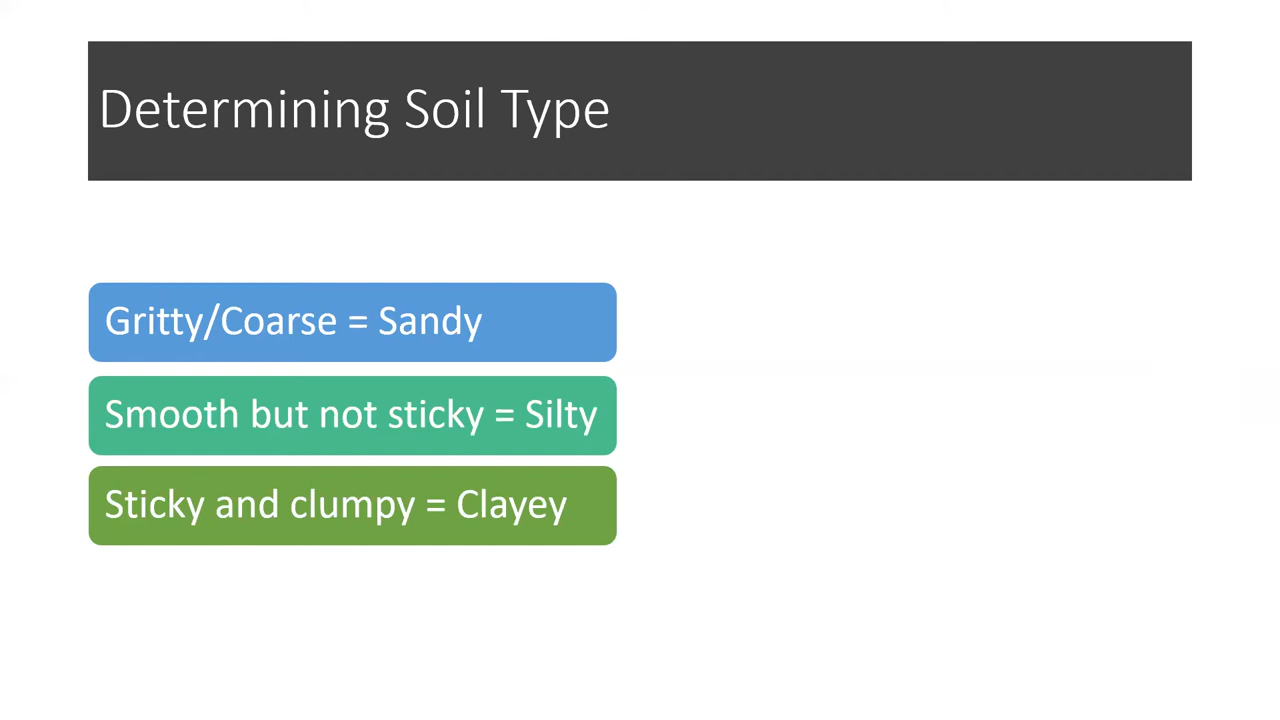 Determining Soil Type
Gritty/Coarse = Sandy
Smooth but not sticky = Silty
Sticky and clumpy = Clayey